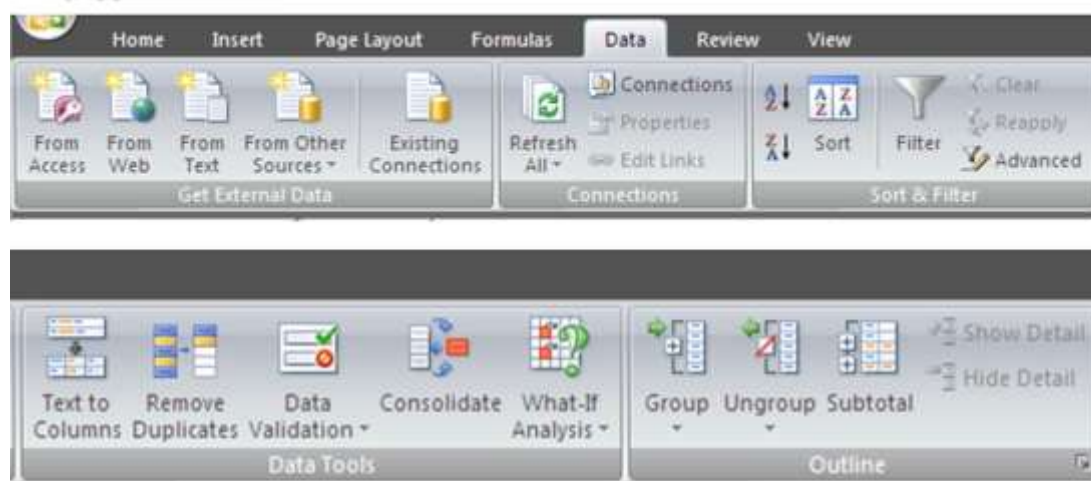 Home Insert Page Layout Formulas Data Review View
From Access
From Web
From Text
From Other Sources
Existing Connections
Get External Data
Refresh All
Connections
Properties
Edit Links
Connections
Sort
Filter
Clear
Reapply
Advanced
Sort & Filter
Text to Columns
Remove Duplicates
Data Validation
Consolidate
What-If Analysis
Data Tools
Group
Ungroup
Subtotal
Show Detail
Hide Detail
Outline